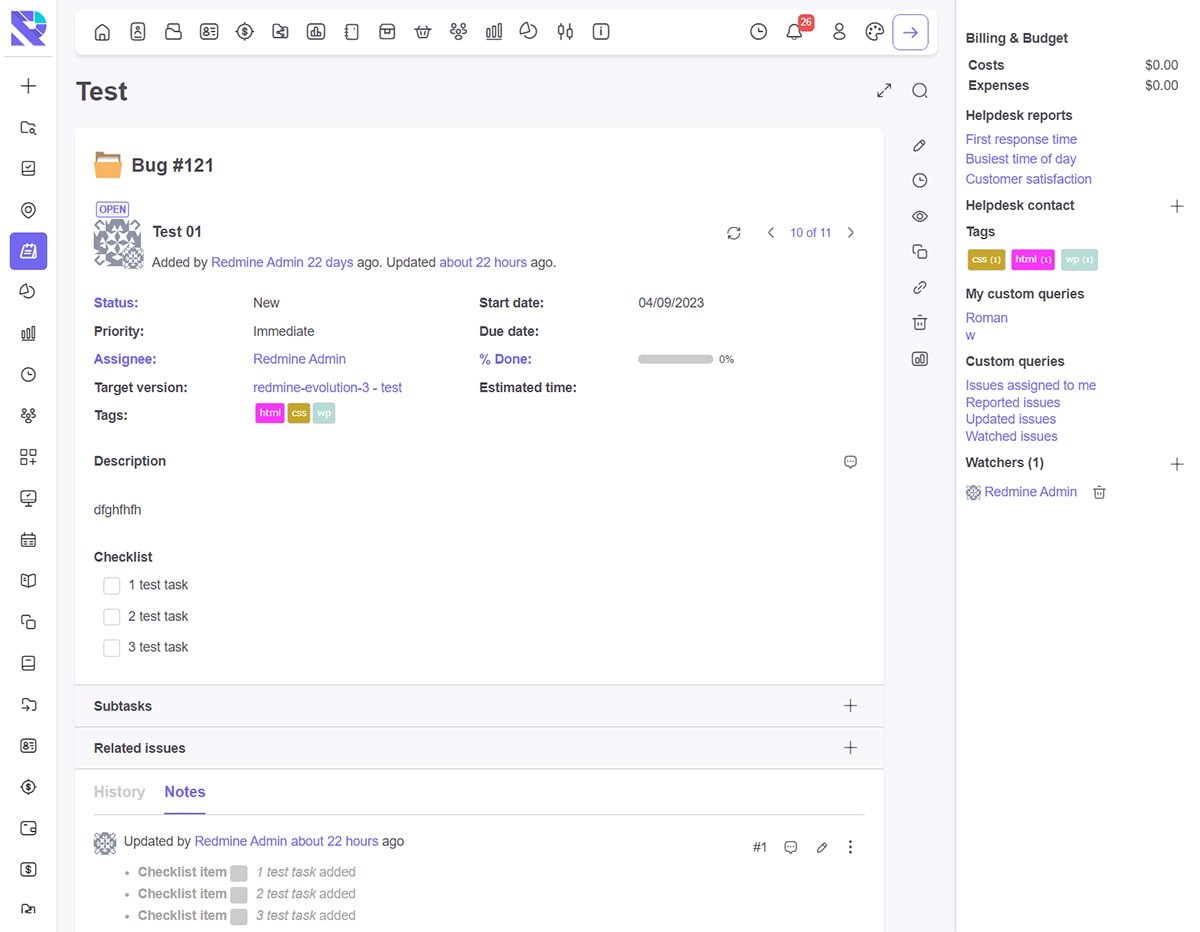 26
Test
Bug #121
OPEN
Test 01
10 of 11
Added by Redmine Admin 22 days ago. Updated about 22 hours ago.
Status: New Start date: 04/09/2023
Priority: Immediate Due date:
Assignee: Redmine Admin % Done: 0%
Target version: redmine-evolution-3 - test Estimated time:
Tags: html css wp
Description
dfghfhfh
Checklist
1 test task
2 test task
3 test task
Subtasks
Related issues
History Notes
Updated by Redmine Admin about 22 hours ago
#1
• Checklist item 1 test task added
• Checklist item 2 test task added
• Checklist item 3 test task added
Billing & Budget
Costs $0.00
Expenses $0.00
Helpdesk reports
First response time
Busiest time of day
Customer satisfaction
Helpdesk contact
Tags
css (1) html (1) wp (1)
My custom queries
Roman
w
Custom queries
Issues assigned to me
Reported issues
Updated issues
Watched issues
Watchers (1)
Redmine Admin